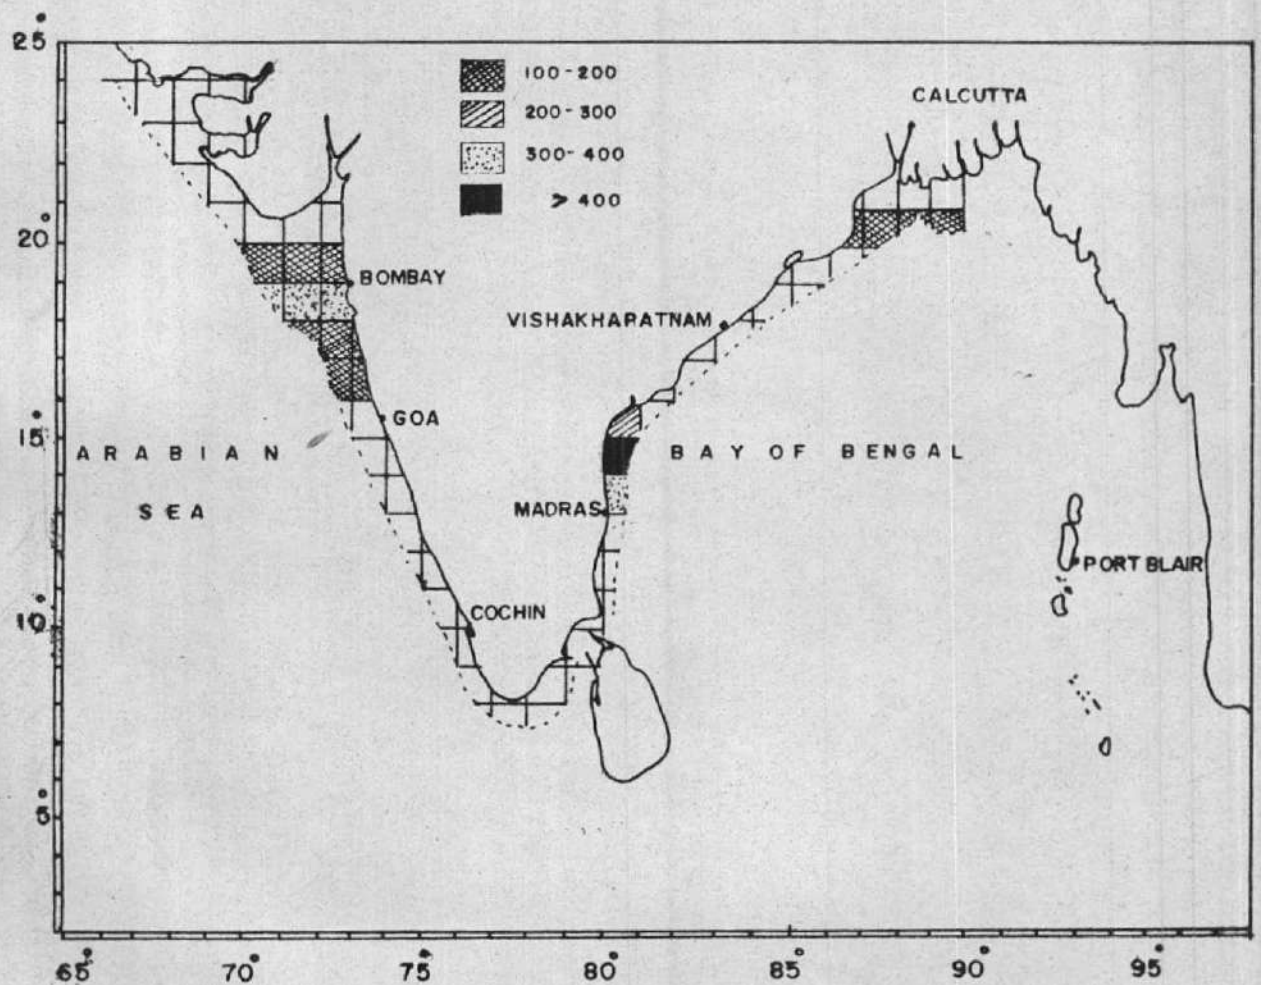 25°
100-200
200-300
300-400
> 400
CALCUTTA
20°
BOMBAY
VISHAKHARATNAM
GOA
15°
ARABIAN
SEA
BAY OF BENGAL
MADRAS
PORT BLAIR
COCHIN
10°
5°
65° 70° 75° 80° 85° 90° 95°